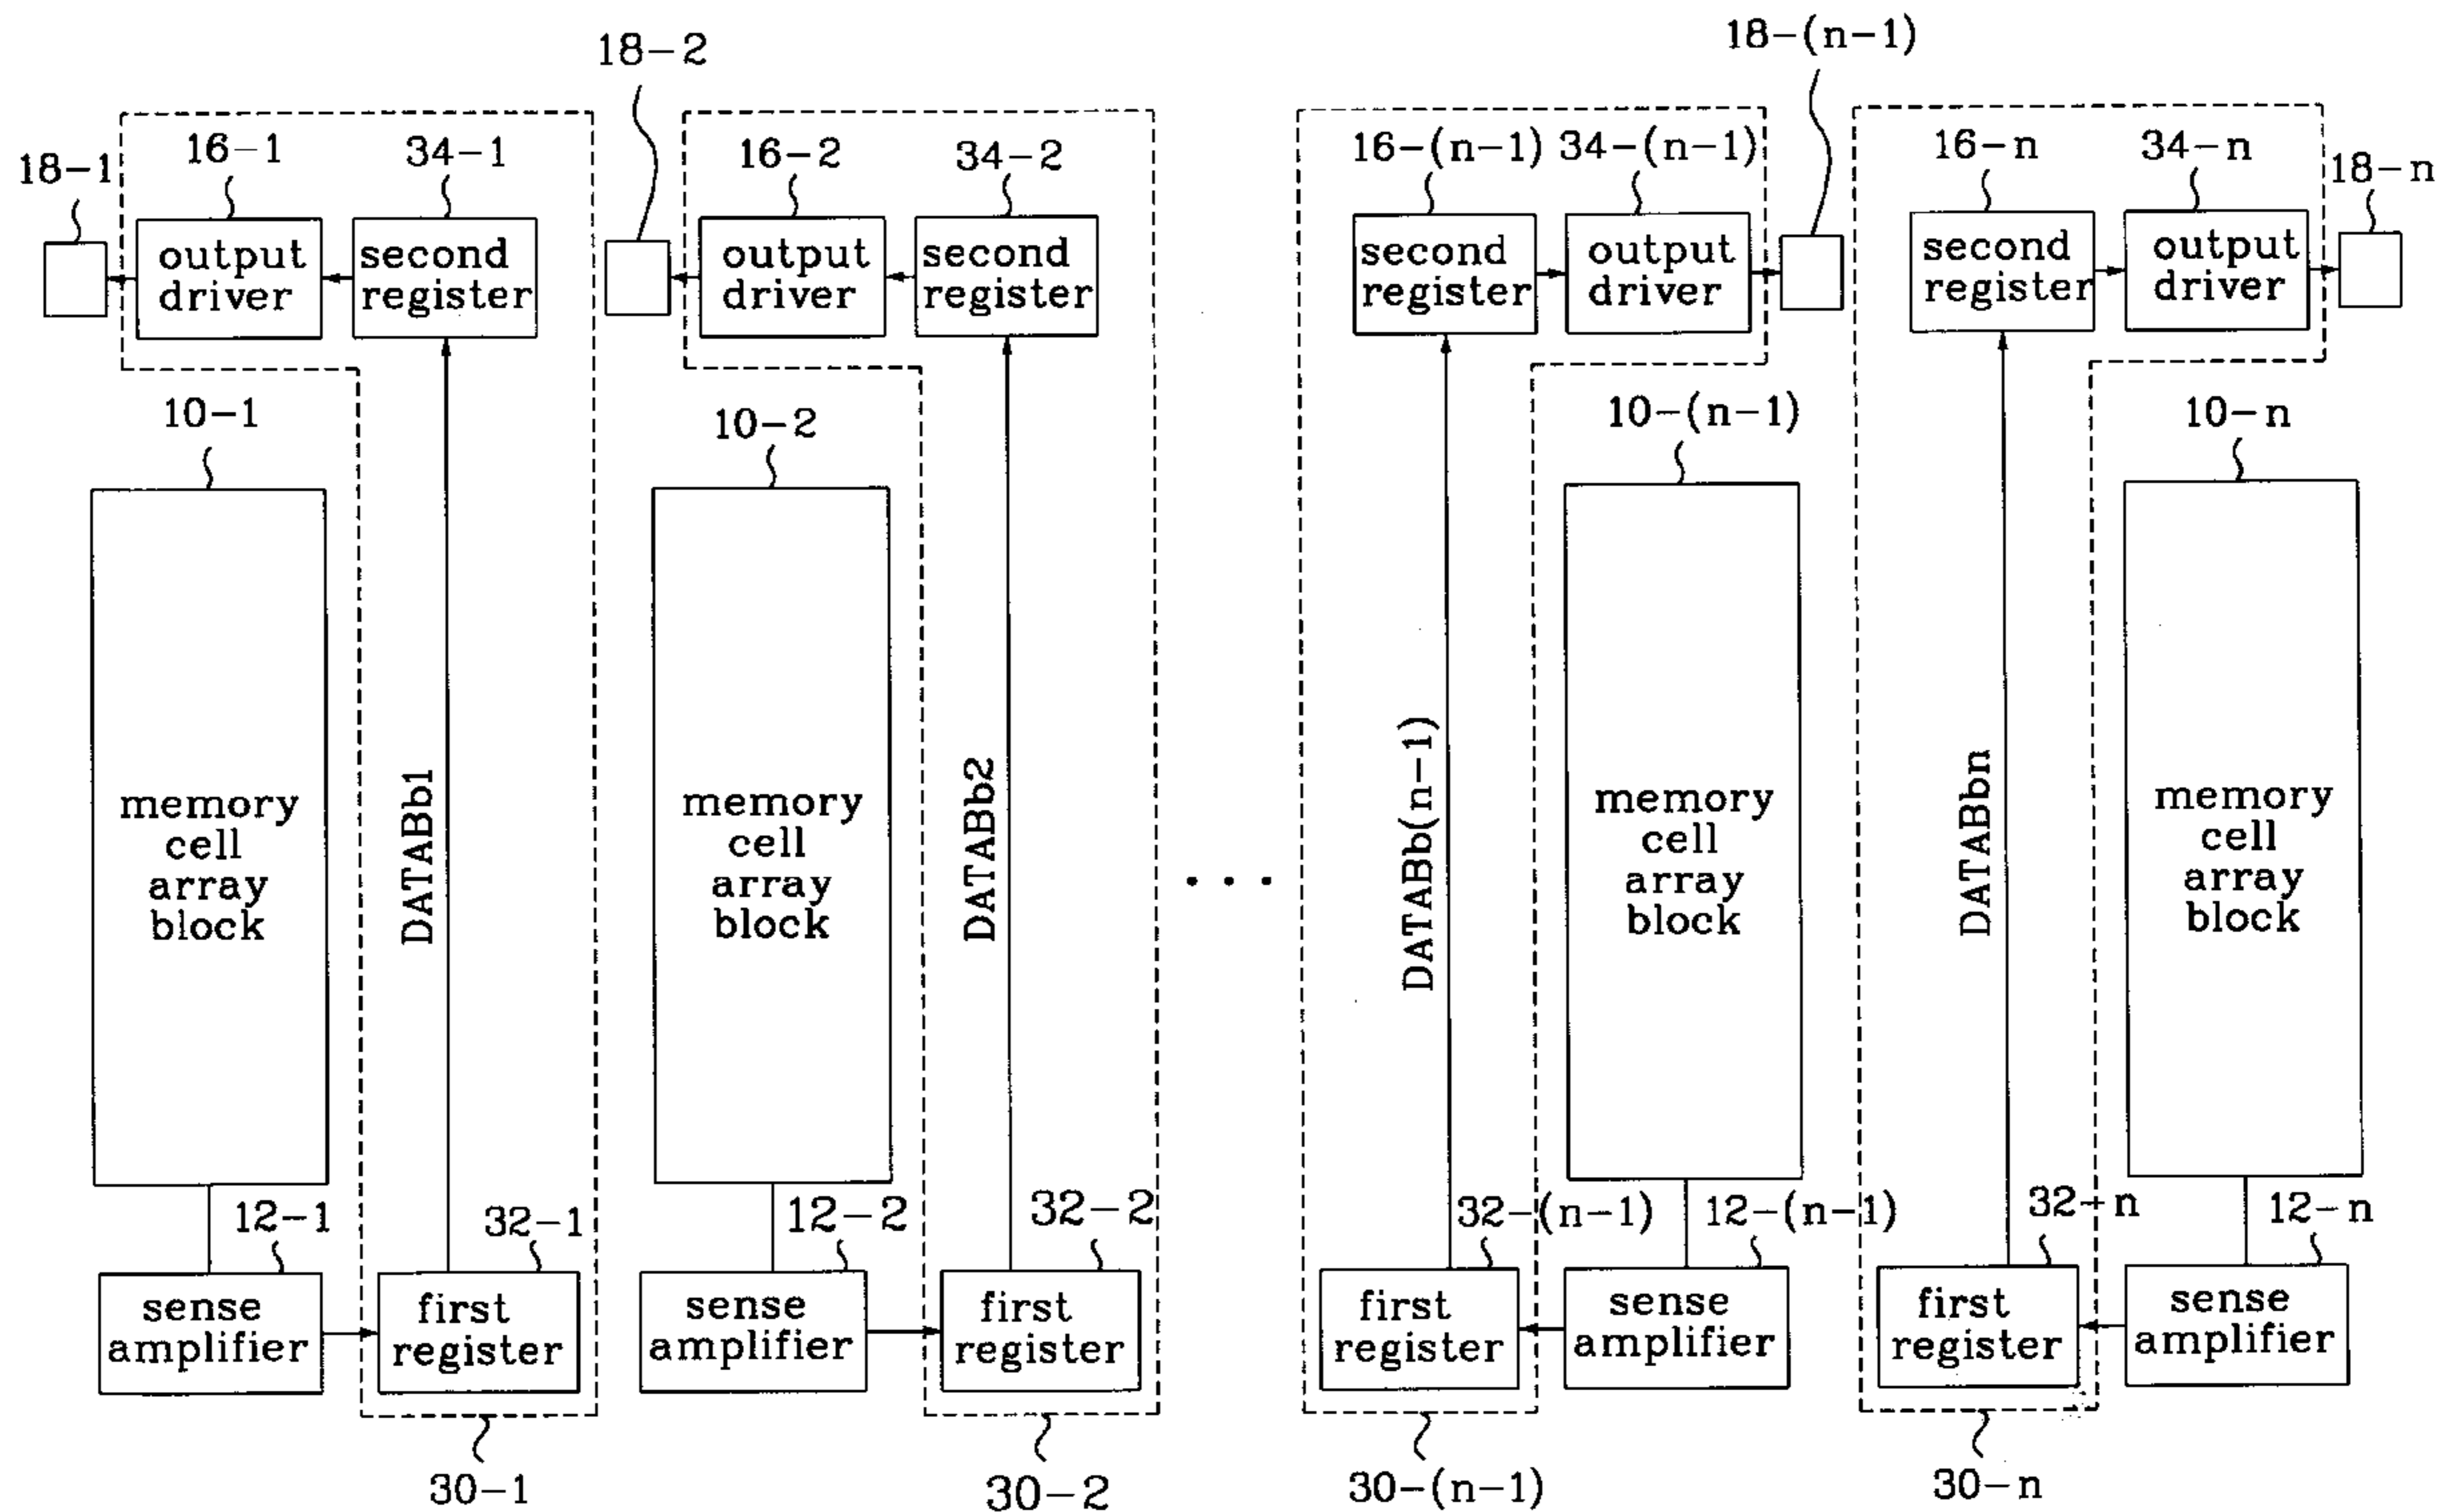 18-2
18-(n-1)
18-1
16-1
34-1
16-2
34-2
16-(n-1)
34-(n-1)
16-n
34-n
18-n
output
driver
second
register
output
driver
second
register
second
register
output
driver
second
register
output
driver
10-1
10-2
10-(n-1)
10-n
memory
cell
array
block
DATABb1
memory
cell
array
block
DATABb2
...
DATABb(n-1)
memory
cell
array
block
DATABbn
memory
cell
array
block
12-1
32-1
12-2
32-2
32-(n-1)
12-(n-1)
32-n
12-n
sense
amplifier
first
register
sense
amplifier
first
register
first
register
sense
amplifier
first
register
sense
amplifier
30-1
30-2
30-(n-1)
30-n